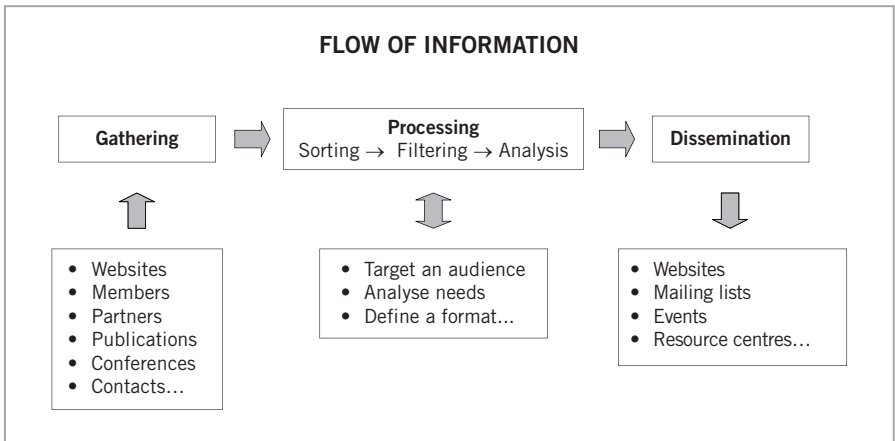 FLOW OF INFORMATION
Gathering
Processing
Sorting → Filtering → Analysis
Dissemination
• Websites
• Members
• Partners
• Publications
• Conferences
• Contacts…
• Target an audience
• Analyse needs
• Define a format...
• Websites
• Mailing lists
• Events
• Resource centres…